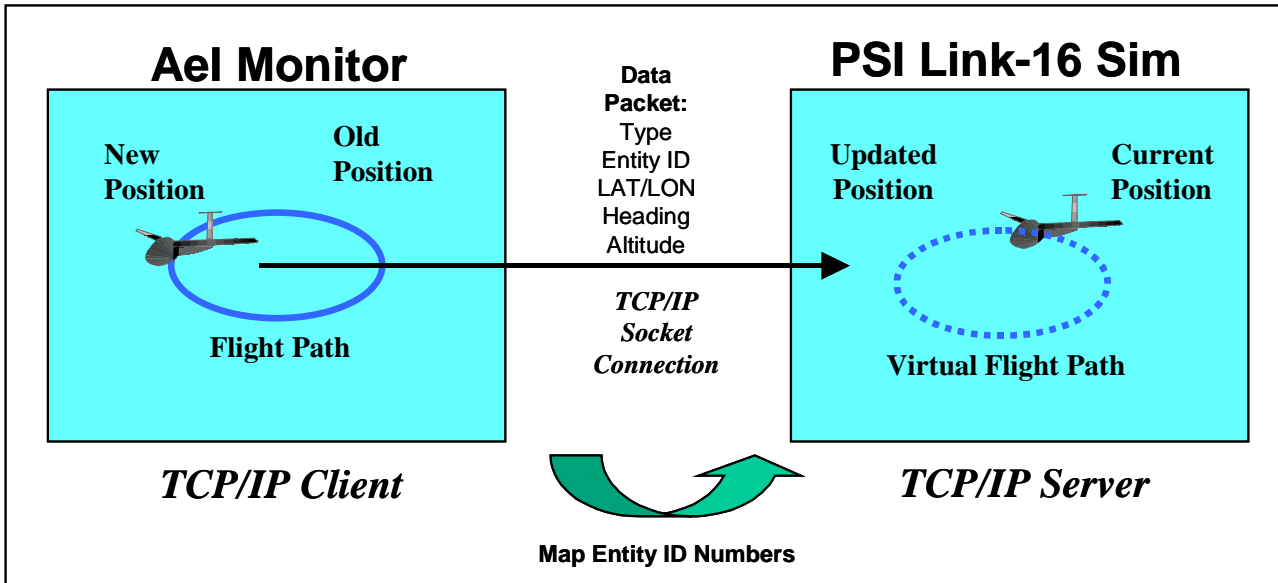 Ael Monitor
New
Position
Old
Position
Flight Path
TCP/IP Client
Data
Packet:
Type
Entity ID
LAT/LON
Heading
Altitude
TCP/IP
Socket
Connection
Map Entity ID Numbers
PSI Link-16 Sim
Updated
Position
Current
Position
Virtual Flight Path
TCP/IP Server